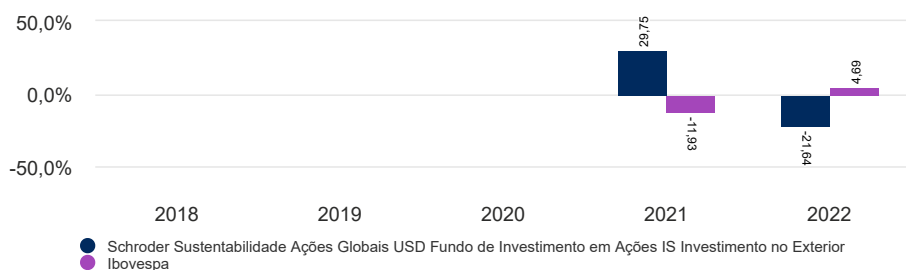 50,0%
29,75
4,69
0,0%
-11,93
-21,64
-50,0%
2018 2019 2020 2021 2022
Schroder Sustentabilidade Ações Globais USD Fundo de Investimento em Ações IS Investimento no Exterior
Ibovespa